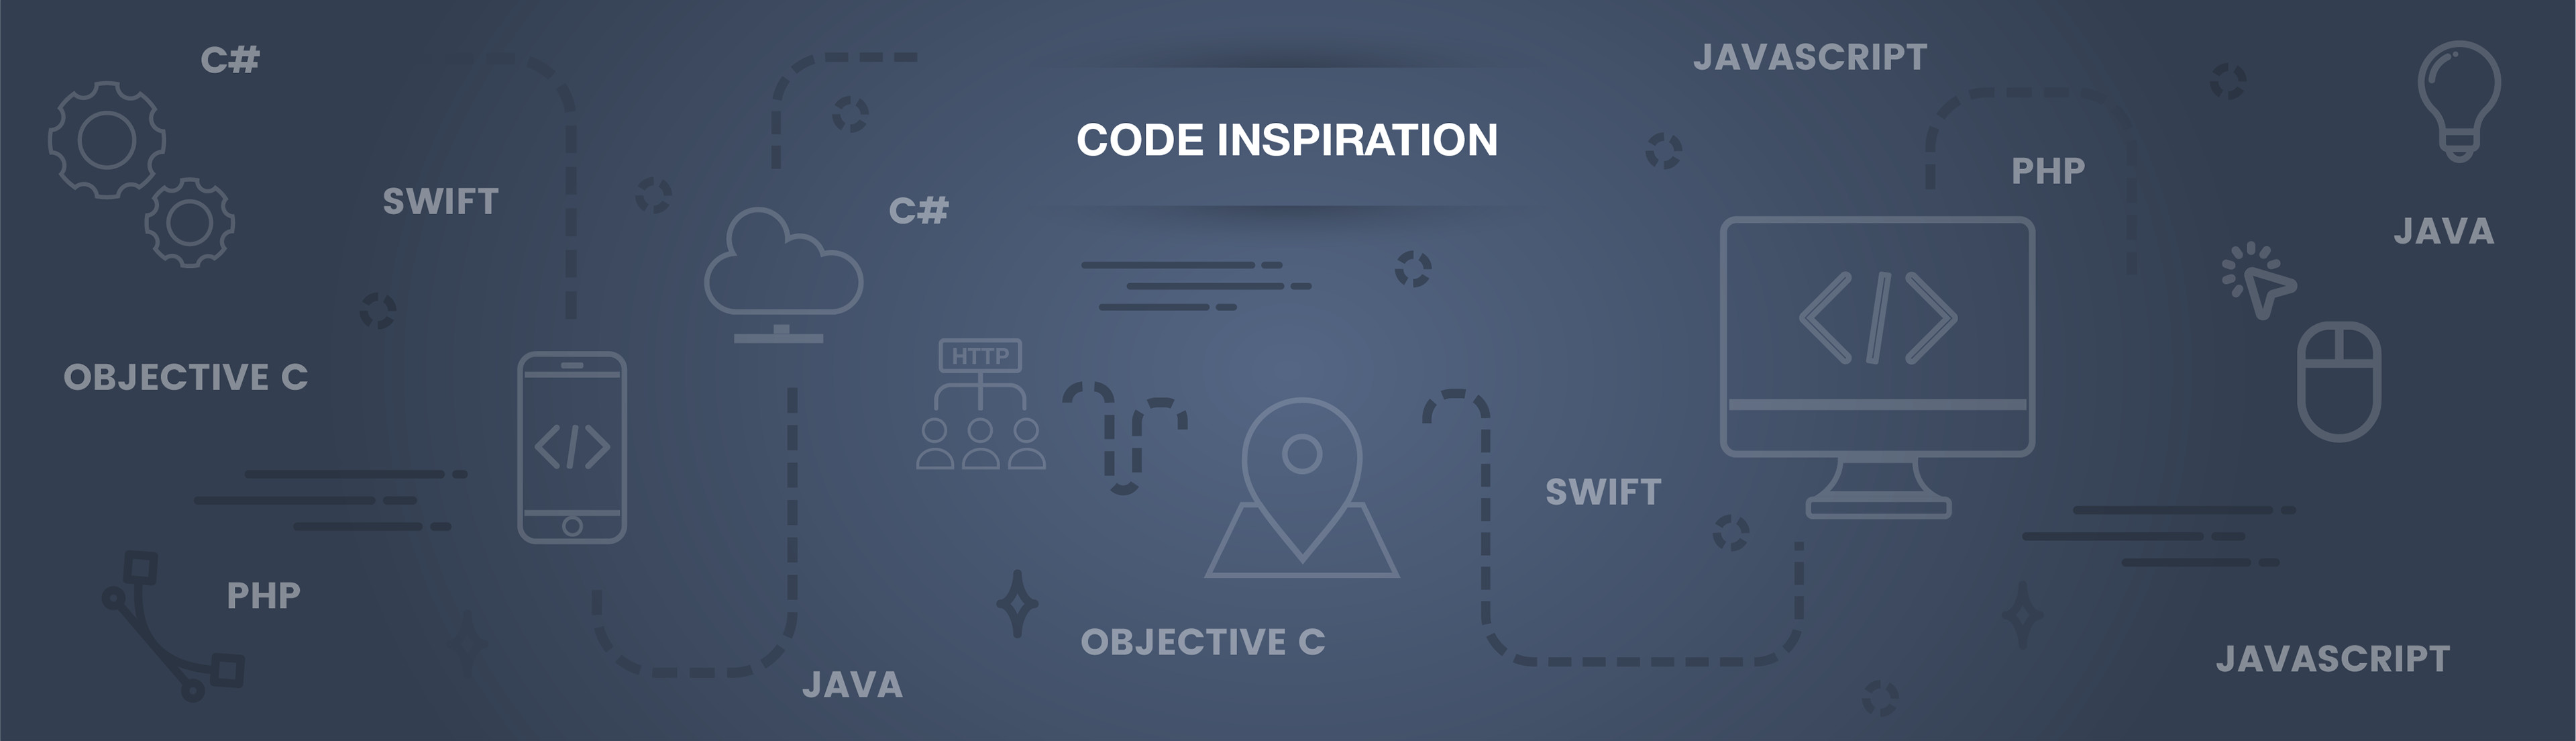 C#
JAVASCRIPT
CODE INSPIRATION
PHP
SWIFT
C#
JAVA
</>
HTTP
OBJECTIVE C
</>
SWIFT
PHP
OBJECTIVE C
JAVASCRIPT
JAVA